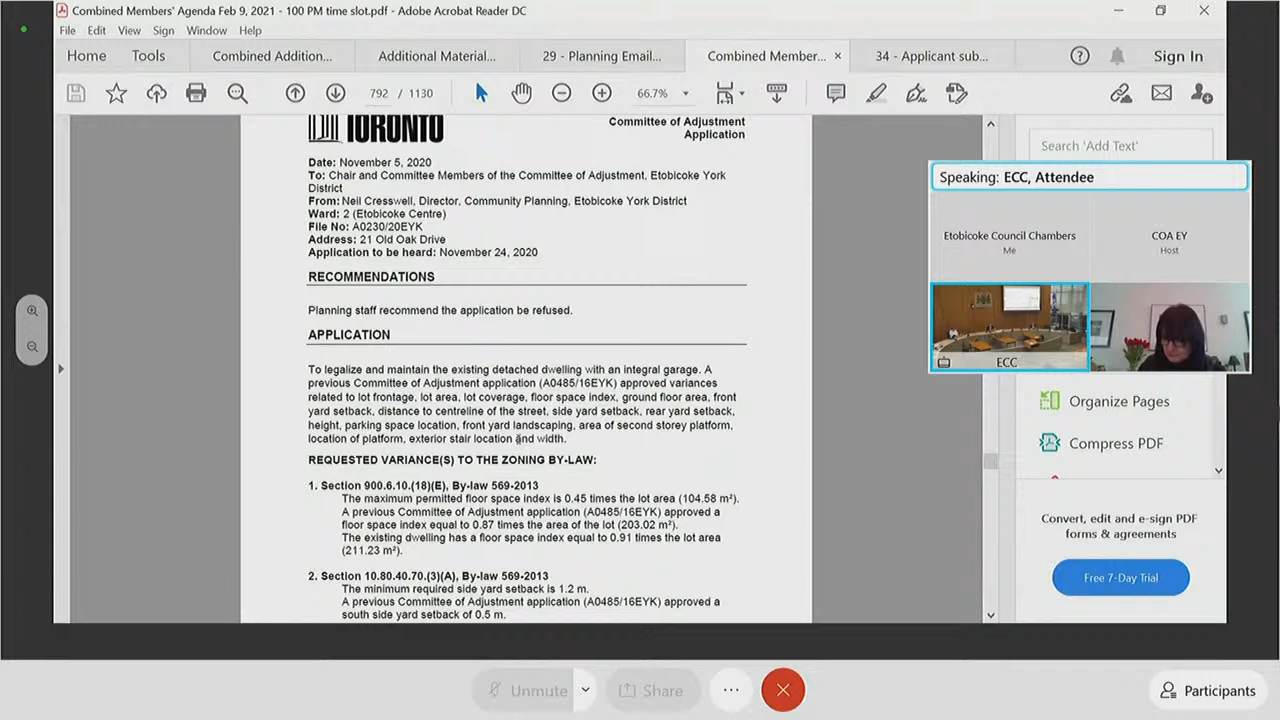 Combined Members' Agenda Feb 9, 2021 - 100 PM time slot.pdf - Adobe Acrobat Reader DC
File Edit View Sign Window Help
Home Tools Combined Addition... Additional Material... 29 - Planning Email... Combined Member... × 34 - Applicant sub... Sign In
792 / 1130 66.7%
TORONTO
Committee of Adjustment
Application
Date: November 5, 2020
To: Chair and Committee Members of the Committee of Adjustment, Etobicoke York
District
From: Neil Cresswell, Director, Community Planning, Etobicoke York District
Ward: 2 (Etobicoke Centre)
File No: A0230/20EYK
Address: 21 Old Oak Drive
Application to be heard: November 24, 2020
RECOMMENDATIONS
Planning staff recommend the application be refused.
APPLICATION
To legalize and maintain the existing detached dwelling with an integral garage. A
previous Committee of Adjustment application (A0485/16EYK) approved variances
related to lot frontage, lot area, lot coverage, floor space index, ground floor area, front
yard setback, distance to centreline of the street, side yard setback, rear yard setback,
height, parking space location, front yard landscaping, area of second storey platform,
location of platform, exterior stair location and width.
REQUESTED VARIANCE(S) TO THE ZONING BY-LAW:
1. Section 900.6.10.(18)(E), By-law 569-2013
The maximum permitted floor space index is 0.45 times the lot area (104.58 m²).
A previous Committee of Adjustment application (A0485/16EYK) approved a
floor space index equal to 0.87 times the area of the lot (203.02 m²).
The existing dwelling has a floor space index equal to 0.91 times the lot area
(211.23 m²).
2. Section 10.80.40.70.(3)(A), By-law 569-2013
The minimum required side yard setback is 1.2 m.
A previous Committee of Adjustment application (A0485/16EYK) approved a
south side yard setback of 0.5 m.
Search 'Add Text'
Speaking: ECC, Attendee
Etobicoke Council Chambers
Me
COA EY
Host
ECC
Organize Pages
Compress PDF
Convert, edit and e-sign PDF
forms & agreements
Free 7-Day Trial
Unmute Share ... Participants